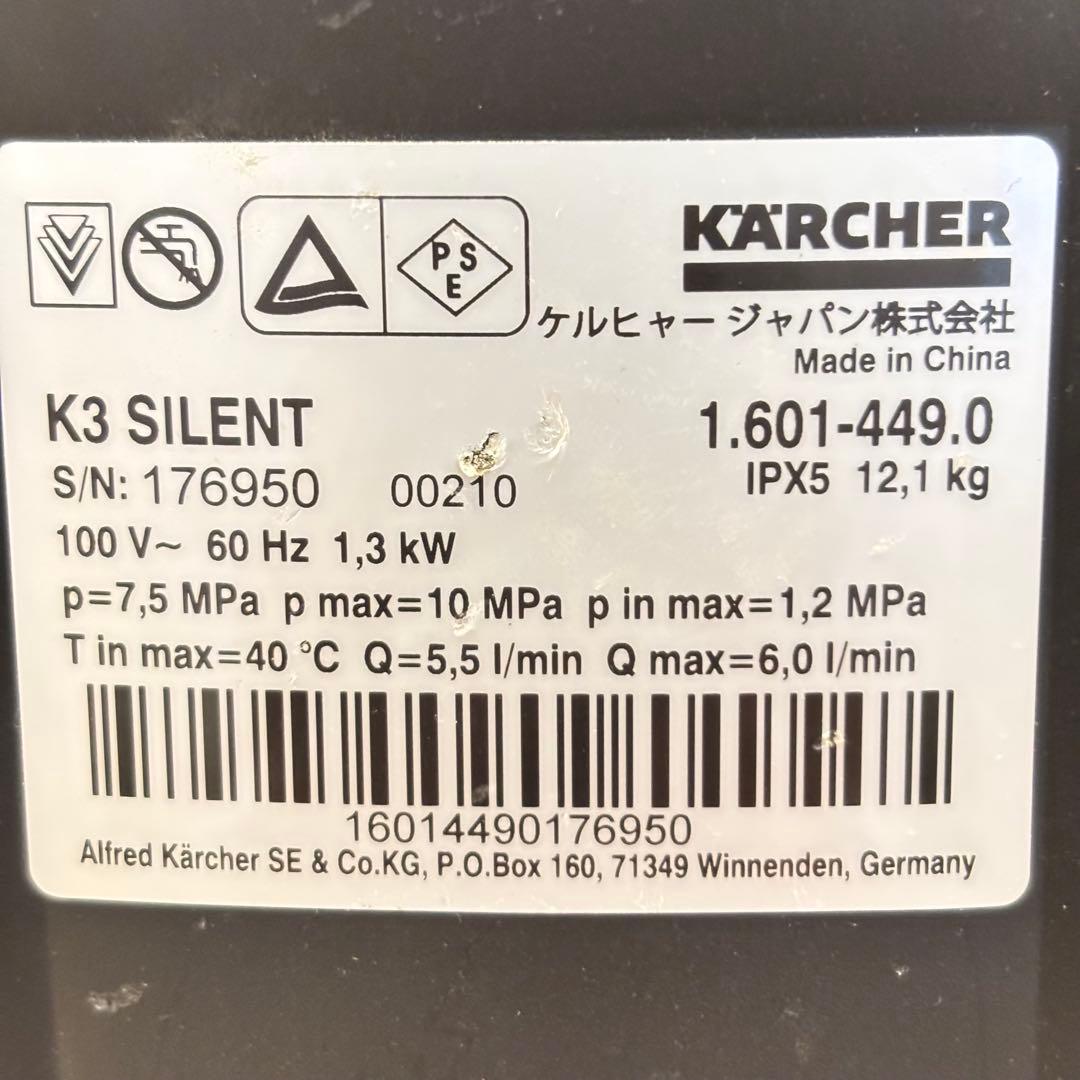 KÄRCHER
PSE
ケルヒャー ジャパン株式会社
Made in China
K3 SILENT 1.601-449.0
S/N: 176950 00210 IPX5 12,1 kg
100 V~ 60 Hz 1,3 kW
p=7,5 MPa p max=10 MPa p in max=1,2 MPa
T in max=40 °C Q=5,5 l/min Q max=6,0 l/min
16014490176950
Alfred Kärcher SE & Co.KG, P.O.Box 160, 71349 Winnenden, Germany